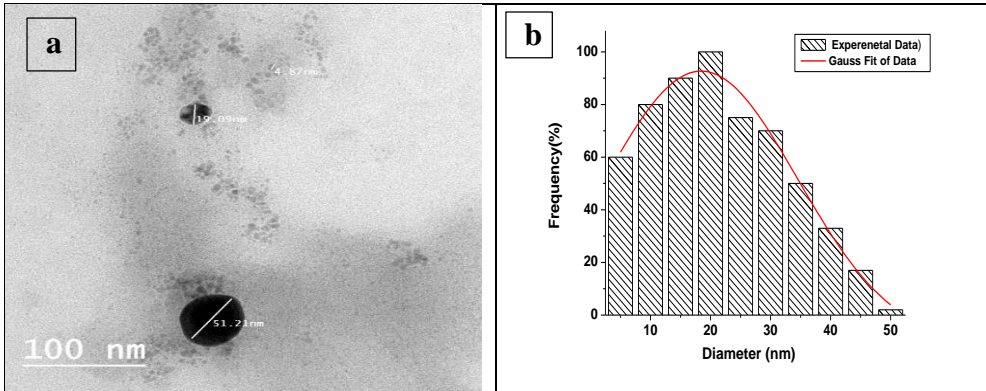 a
4.87nm
19.09nm
51.21nm
100 nm
b
Experenetal Data)
Gauss Fit of Data
Frequency(%)
100
80
60
40
20
0
10 20 30 40 50
Diameter (nm)